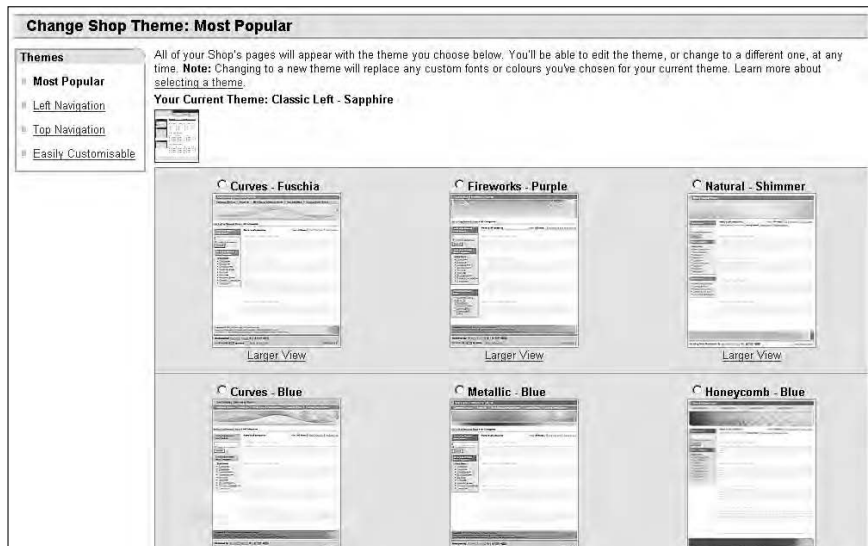 Change Shop Theme: Most Popular
Themes
Most Popular
Left Navigation
Top Navigation
Easily Customisable
All of your Shop's pages will appear with the theme you choose below. You'll be able to edit the theme, or change to a different one, at any
time. Note: Changing to a new theme will replace any custom fonts or colours you've chosen for your current theme. Learn more about
selecting a theme.
Your Current Theme: Classic Left - Sapphire
Curves - Fuschia
Fireworks - Purple
Natural - Shimmer
Larger View
Larger View
Larger View
Curves - Blue
Metallic - Blue
Honeycomb - Blue